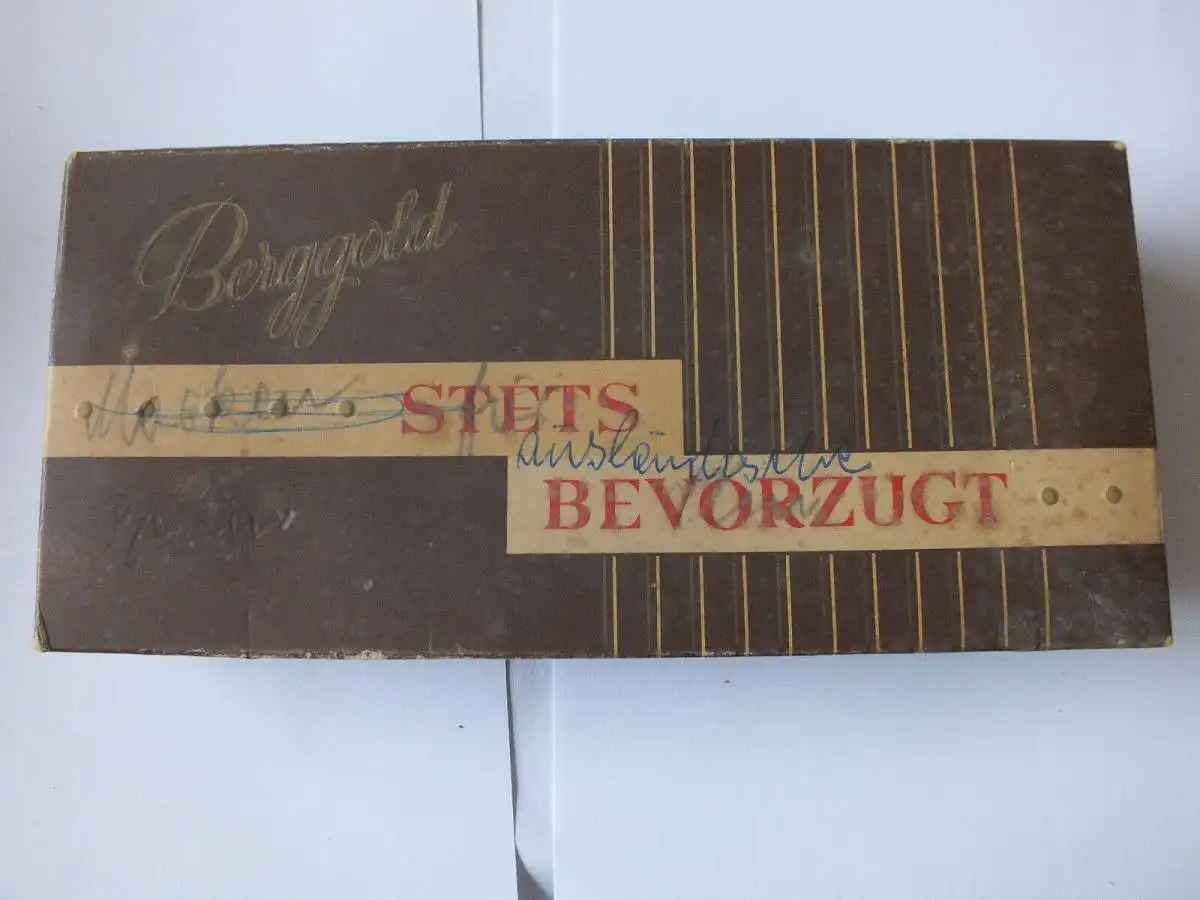 Berggold
STETS
ausländische
BEVORZUGT